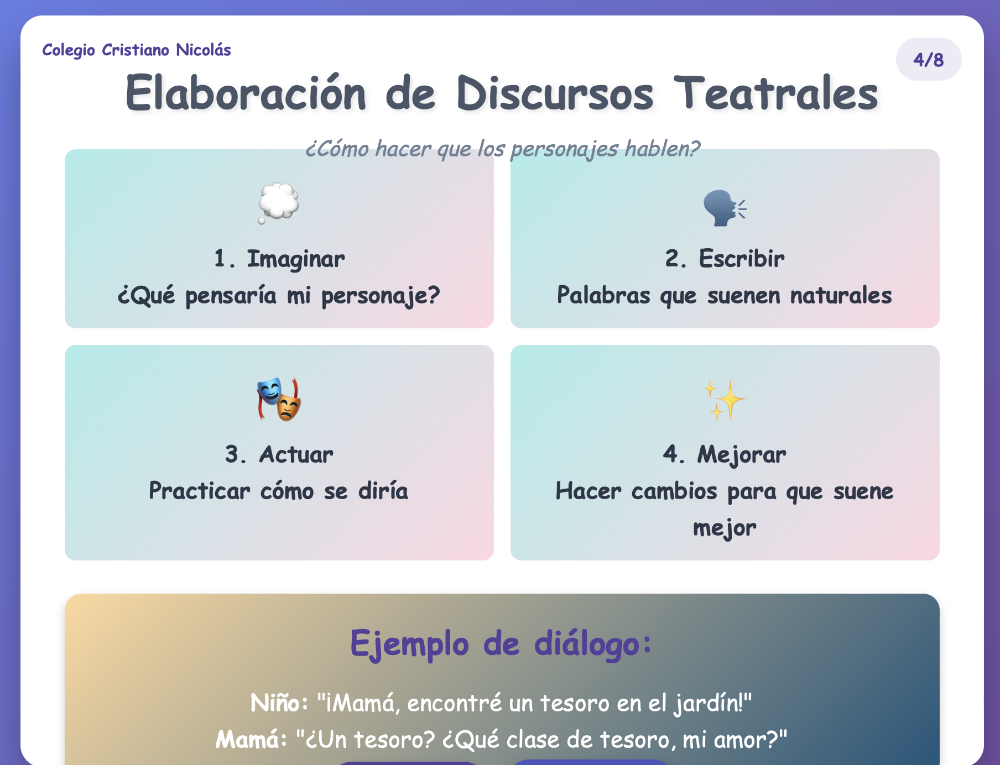 Colegio Cristiano Nicolás
4/8
Elaboración de Discursos Teatrales
¿Cómo hacer que los personajes hablen?
1. Imaginar
¿Qué pensaría mi personaje?
2. Escribir
Palabras que suenen naturales
3. Actuar
Practicar cómo se diría
4. Mejorar
Hacer cambios para que suene
mejor
Ejemplo de diálogo:
Niño: "¡Mamá, encontré un tesoro en el jardín!"
Mamá: "¿Un tesoro? ¿Qué clase de tesoro, mi amor?"